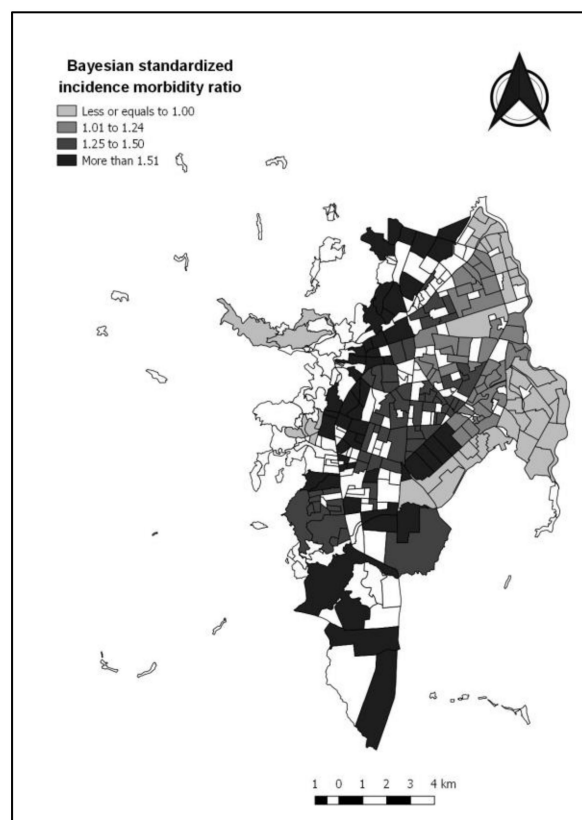 Bayesian standardized
incidence morbidity ratio
Less or equals to 1.00
1.01 to 1.24
1.25 to 1.50
More than 1.51
1 0 1 2 3 4 km